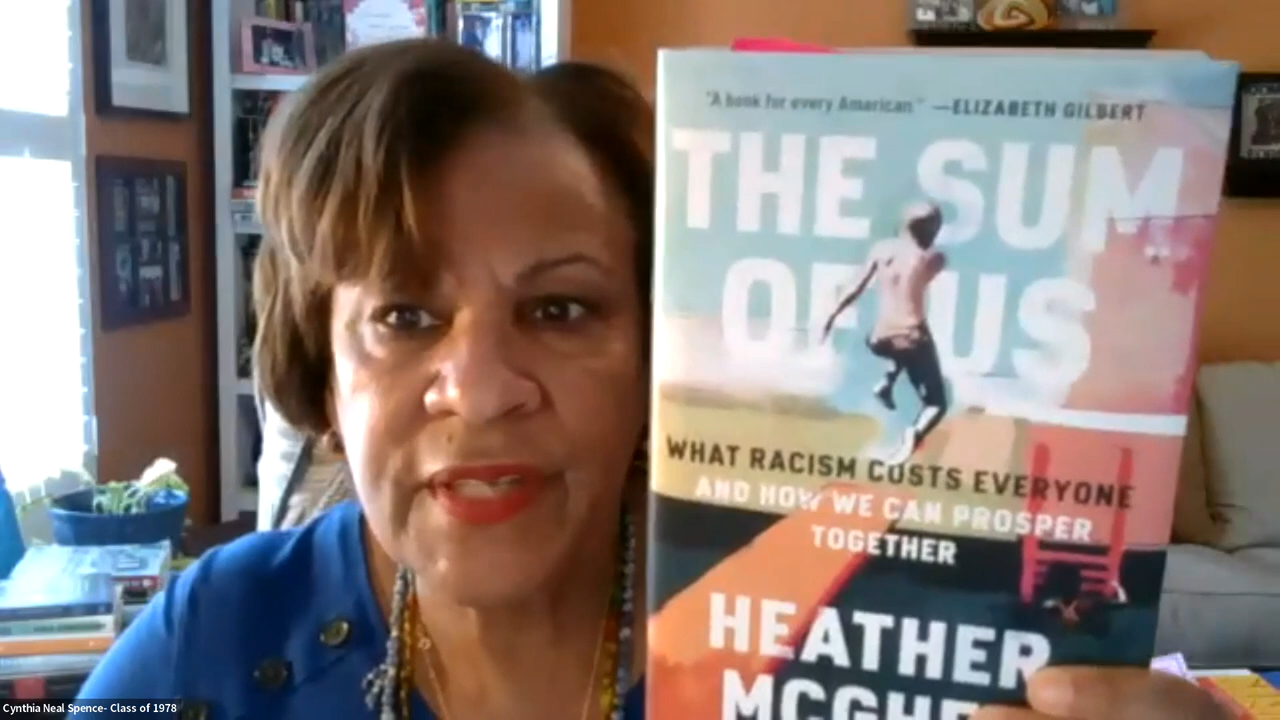 "A book for every American." —ELIZABETH GILBERT
THE SUM
OF US
WHAT RACISM COSTS EVERYONE
AND HOW WE CAN PROSPER
TOGETHER
HEATHER
Cynthia Neal Spence- Class of 1978